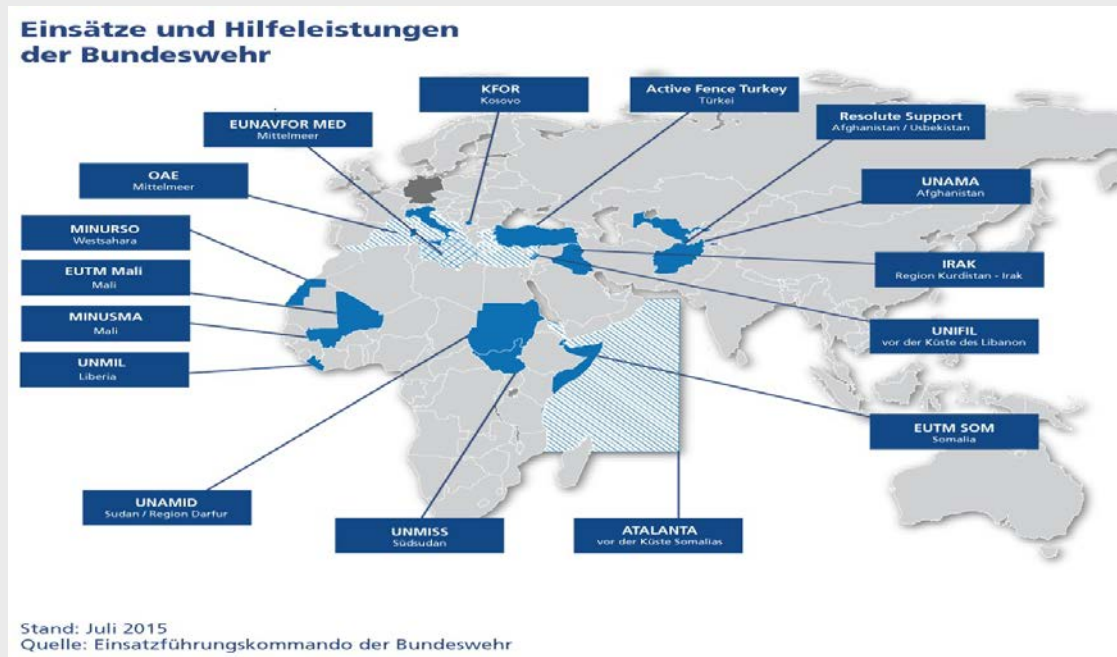 Einsätze und Hilfeleistungen
der Bundeswehr
KFOR
Kosovo
Active Fence Turkey
Türkei
EUNAVFOR MED
Mittelmeer
Resolute Support
Afghanistan / Usbekistan
OAE
Mittelmeer
UNAMA
Afghanistan
MINURSO
Westsahara
IRAK
Region Kurdistan - Irak
EUTM Mali
Mali
MINUSMA
Mali
UNIFIL
vor der Küste des Libanon
UNMIL
Liberia
EUTM SOM
Somalia
UNAMID
Sudan / Region Darfur
UNMISS
Südsudan
ATALANTA
vor der Küste Somalias
Stand: Juli 2015
Quelle: Einsatzführungskommando der Bundeswehr